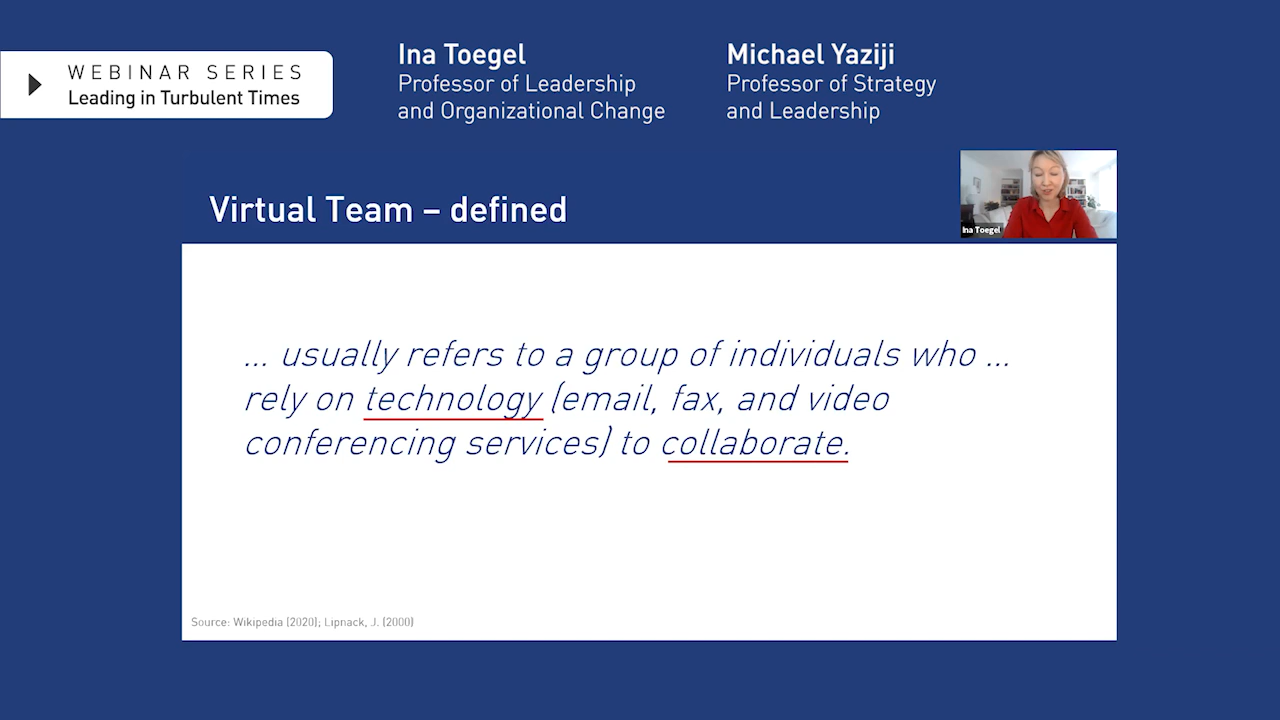 WEBINAR SERIES
Leading in Turbulent Times
Ina Toegel
Professor of Leadership
and Organizational Change
Michael Yaziji
Professor of Strategy
and Leadership
Virtual Team – defined
Ina Toegel
... usually refers to a group of individuals who ...
rely on technology (email, fax, and video
conferencing services) to collaborate.
Source: Wikipedia (2020); Lipnack, J. (2000)